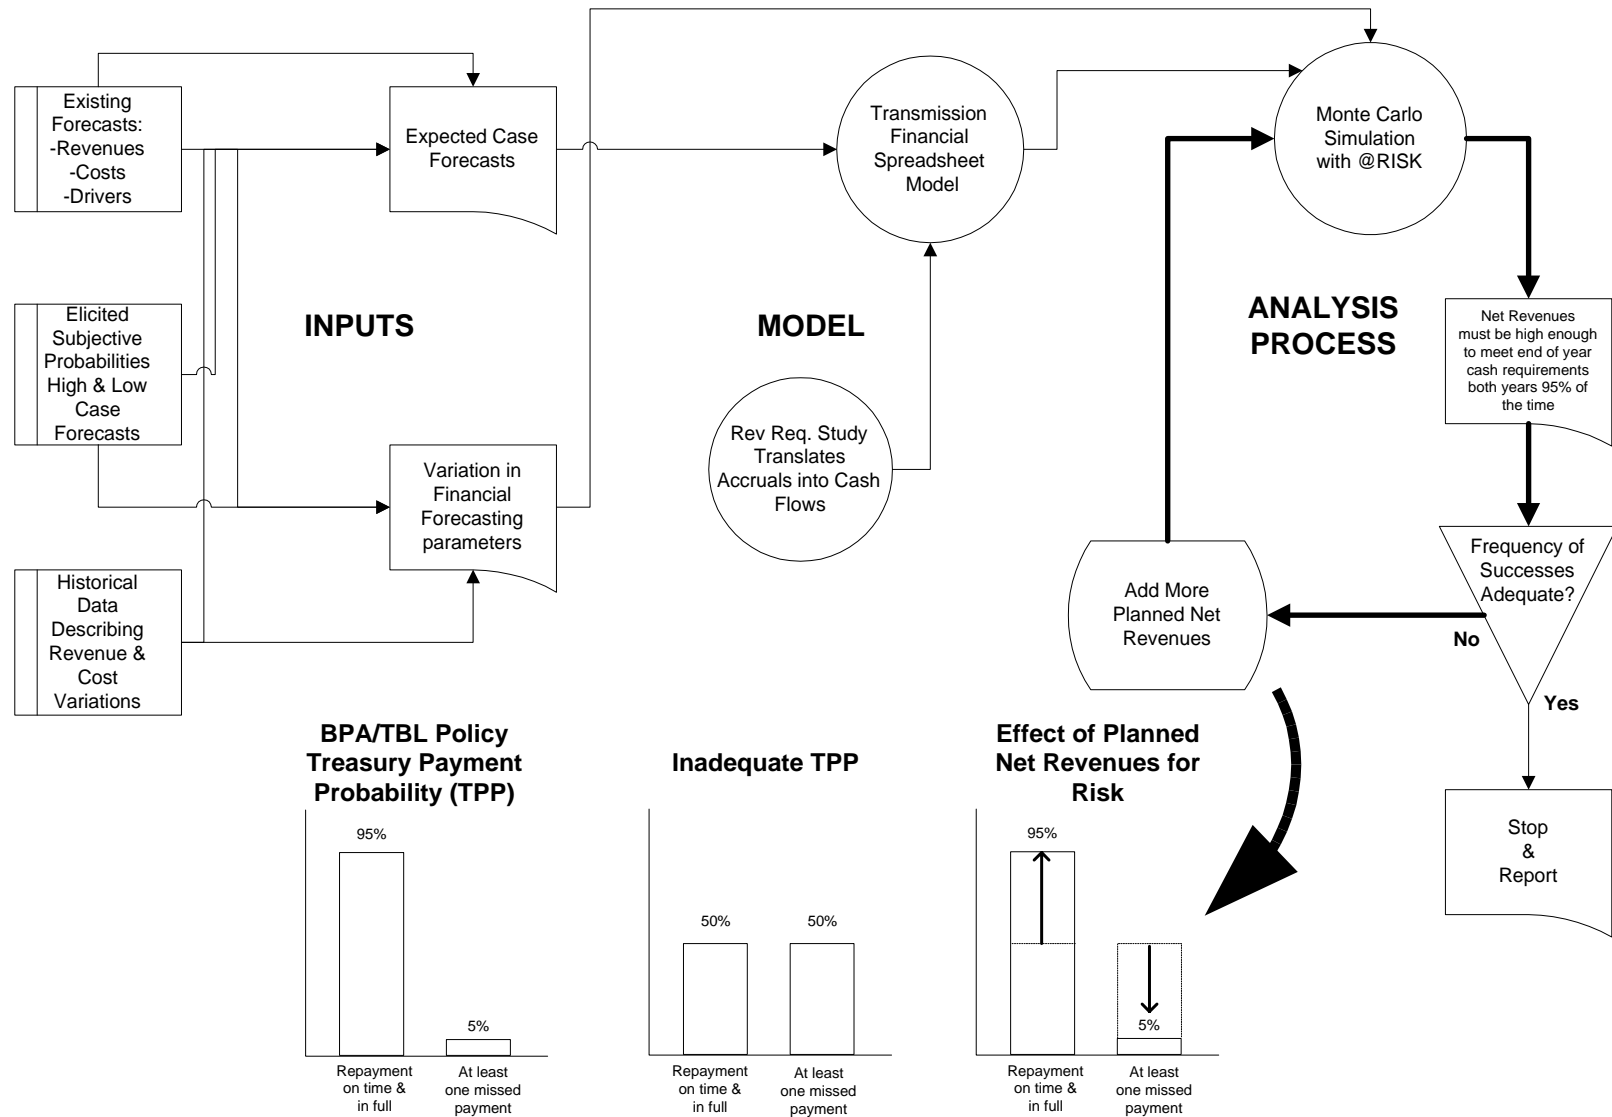 Existing
Forecasts:
-Revenues
-Costs
-Drivers
Expected Case
Forecasts
Transmission
Financial
Spreadsheet
Model
Monte Carlo
Simulation
with @RISK
Elicited
Subjective
Probabilities
High & Low
Case
Forecasts
INPUTS
MODEL
ANALYSIS
PROCESS
Net Revenues
must be high enough
to meet end of year
cash requirements
both years 95% of
the time
Variation in
Financial
Forecasting
parameters
Rev Req. Study
Translates
Accruals into Cash
Flows
Historical
Data
Describing
Revenue &
Cost
Variations
Add More
Planned Net
Revenues
Frequency of
Successes
Adequate?
No
Yes
Stop
&
Report
BPA/TBL Policy
Treasury Payment
Probability (TPP)
95%
5%
Repayment
on time &
in full
At least
one missed
payment
Inadequate TPP
50%
50%
Repayment
on time &
in full
At least
one missed
payment
Effect of Planned
Net Revenues for
Risk
95%
5%
Repayment
on time &
in full
At least
one missed
payment